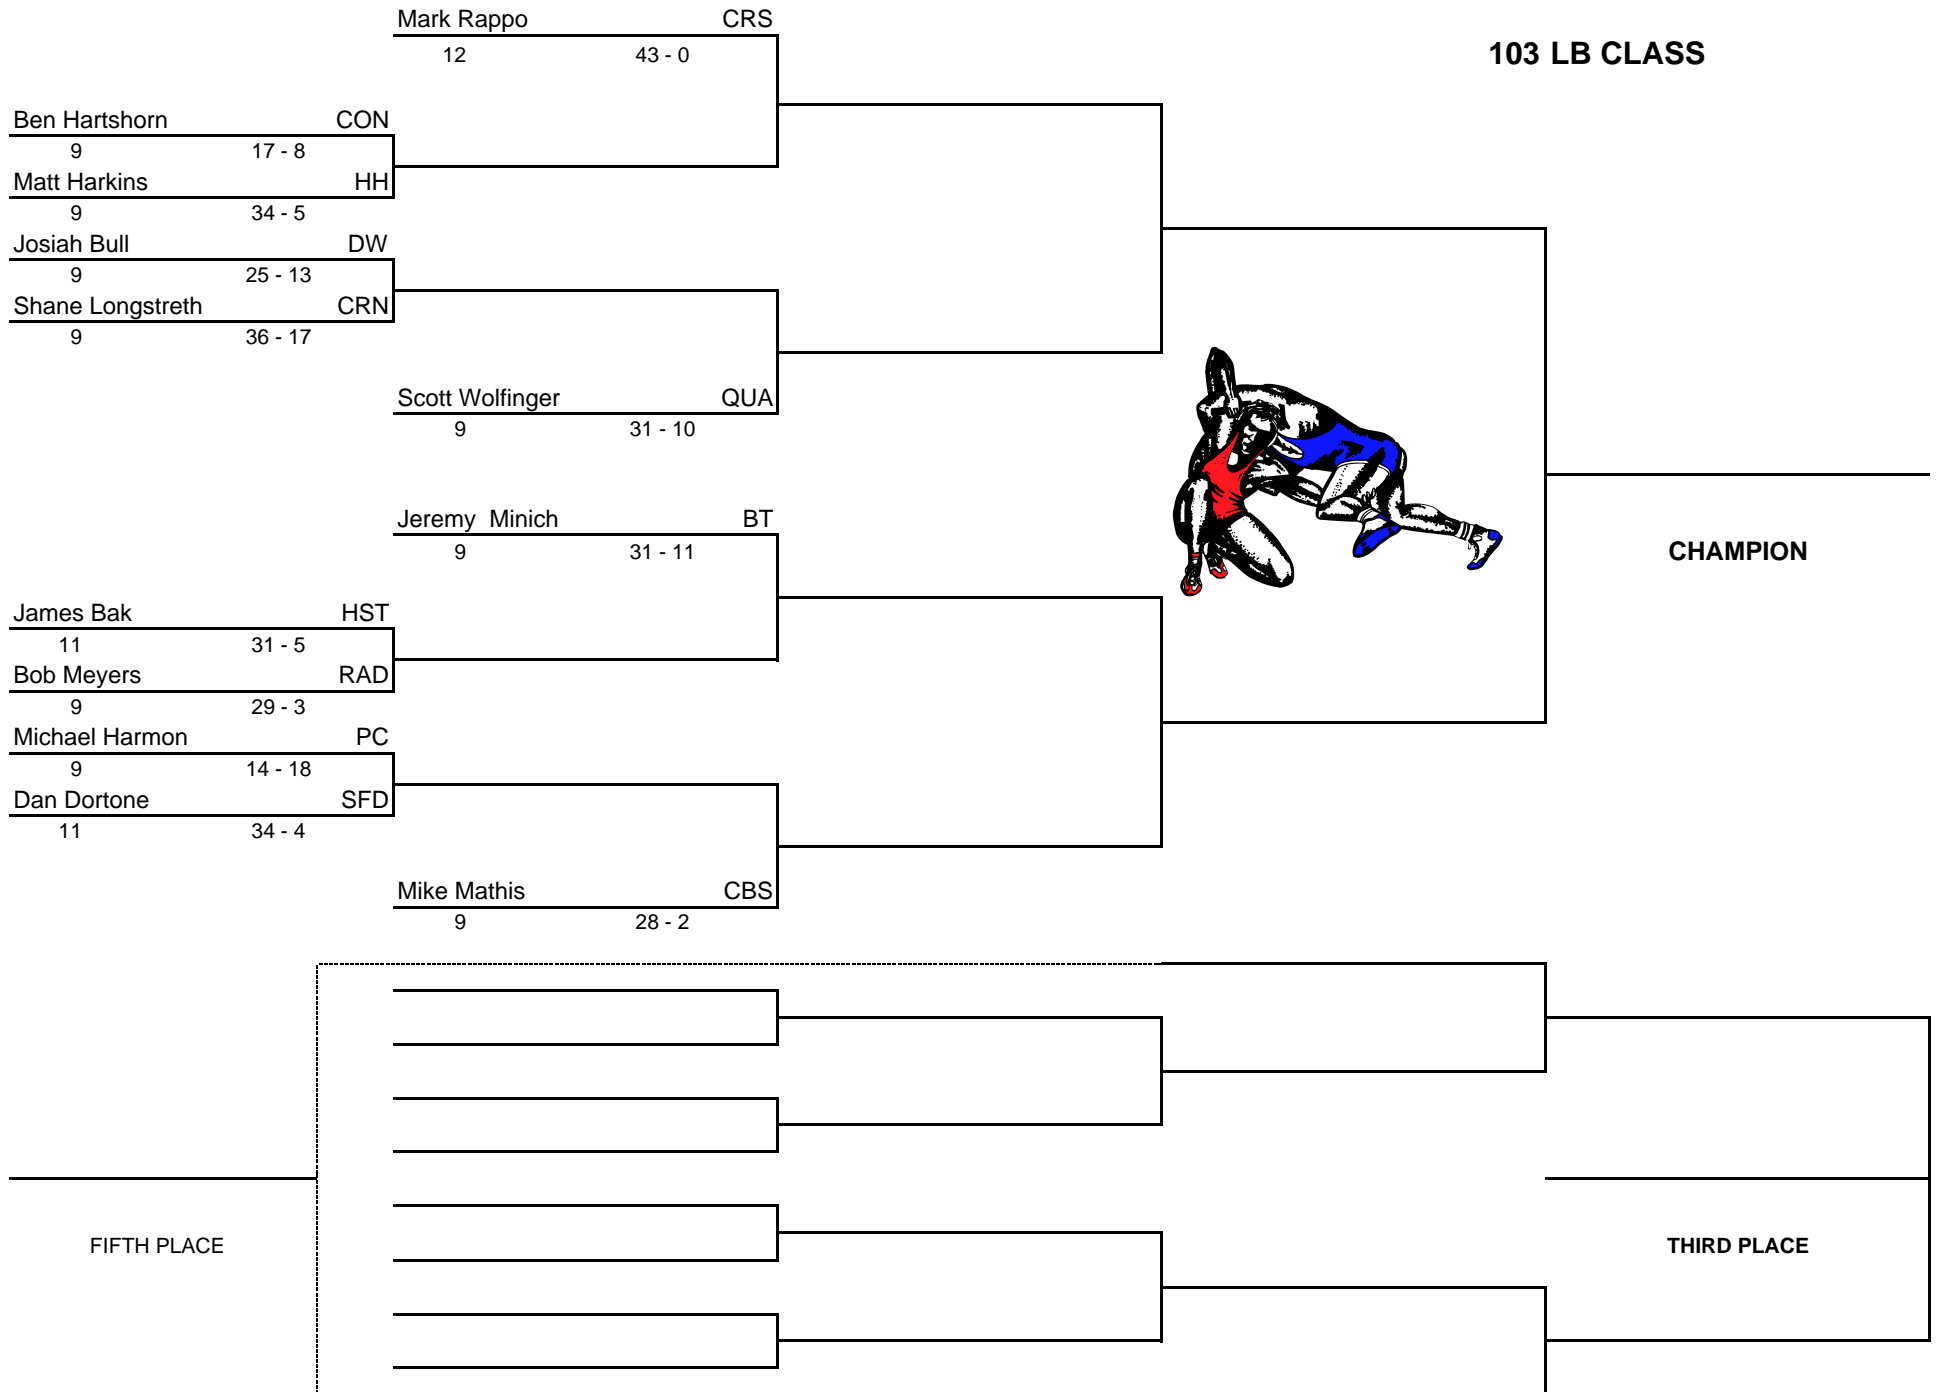 Mark Rappo CRS
12 43 - 0
103 LB CLASS
Ben Hartshorn CON
9 17 - 8
Matt Harkins HH
9 34 - 5
Josiah Bull DW
9 25 - 13
Shane Longstreth CRN
9 36 - 17
Scott Wolfinger QUA
9 31 - 10
Jeremy  Minich BT
9 31 - 11
CHAMPION
James Bak HST
11 31 - 5
Bob Meyers RAD
9 29 - 3
Michael Harmon PC
9 14 - 18
Dan Dortone SFD
11 34 - 4
Mike Mathis CBS
9 28 - 2
FIFTH PLACE THIRD PLACE